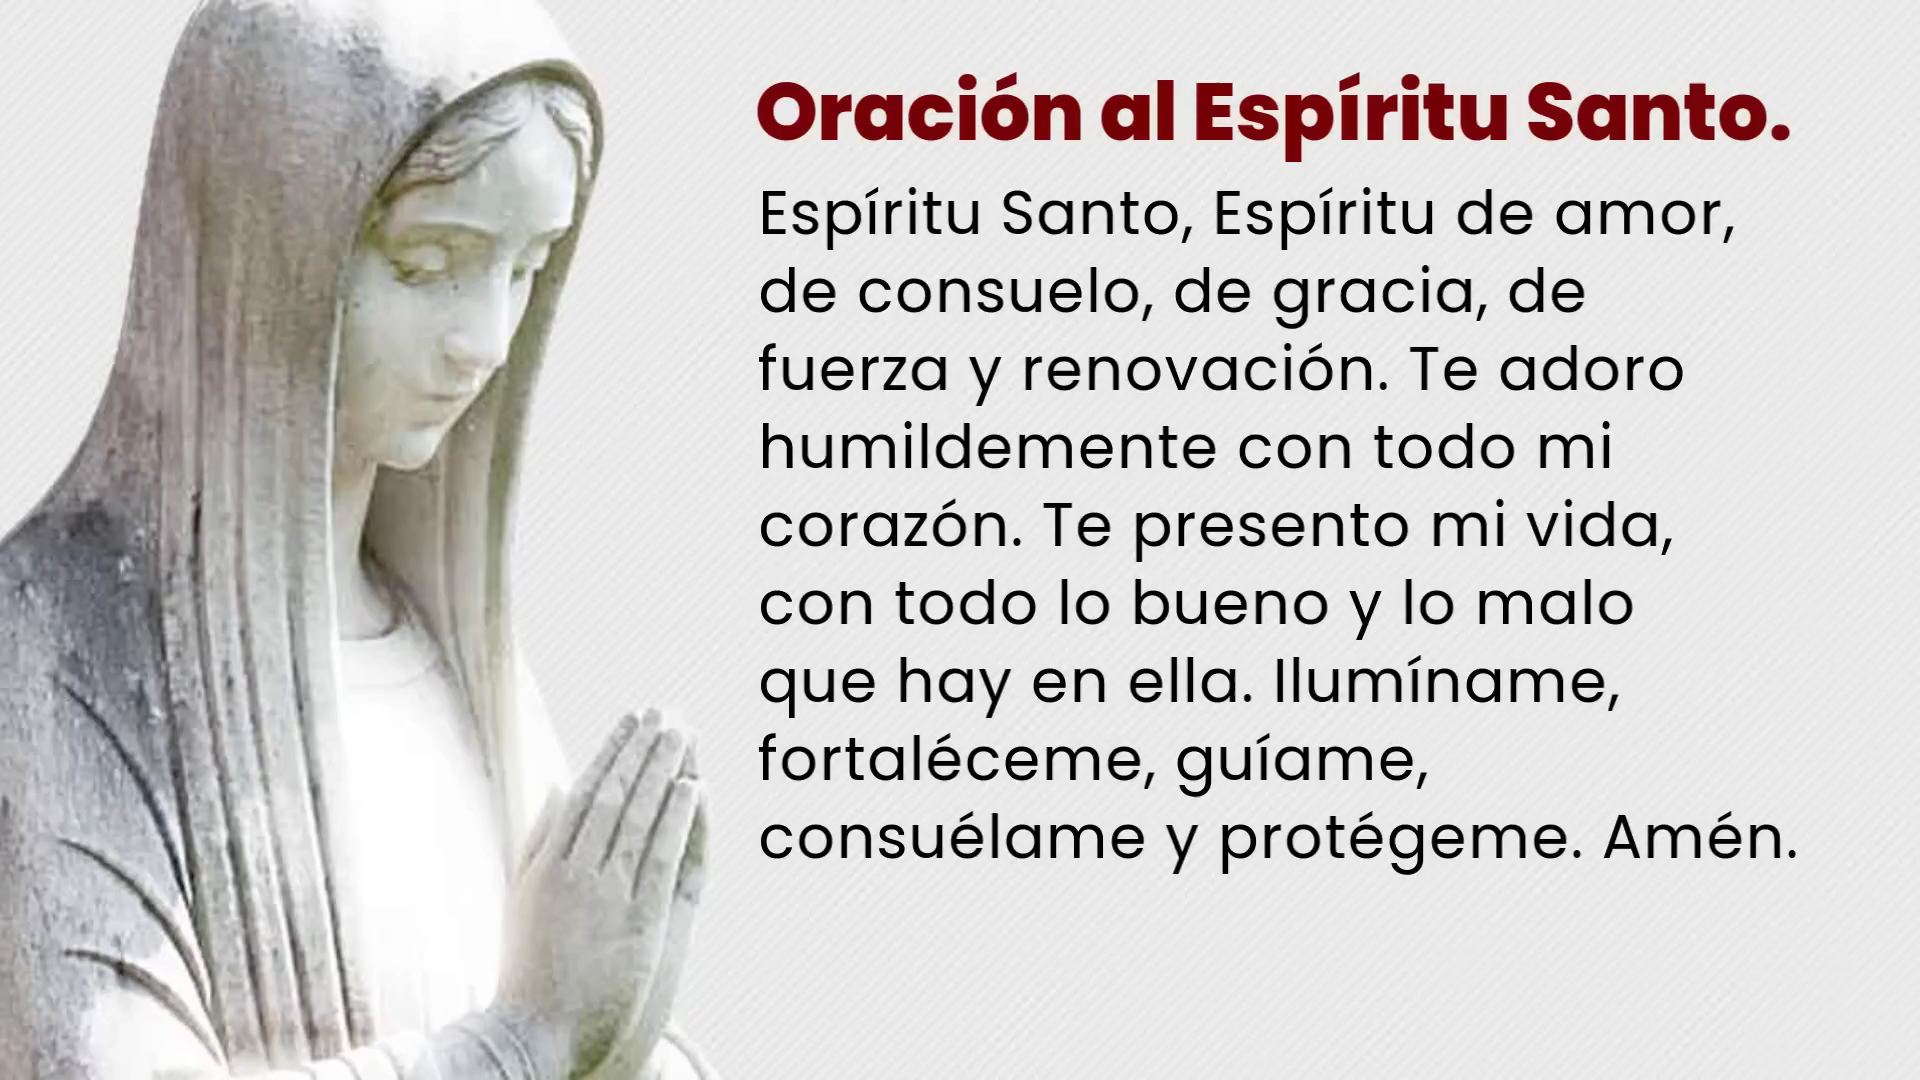 Oración al Espíritu Santo.
Espíritu Santo, Espíritu de amor,
de consuelo, de gracia, de
fuerza y renovación. Te adoro
humildemente con todo mi
corazón. Te presento mi vida,
con todo lo bueno y lo malo
que hay en ella. Ilumíname,
fortaléceme, guíame,
consuélame y protégeme. Amén.